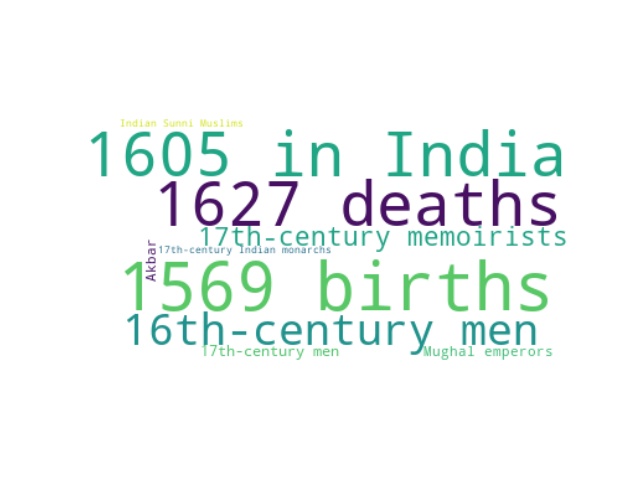 Indian Sunni Muslims
1605 in India
1627 deaths
17th-century memoirists
17th-century Indian monarchs
Akbar
1569 births
16th-century men
17th-century men
Mughal emperors